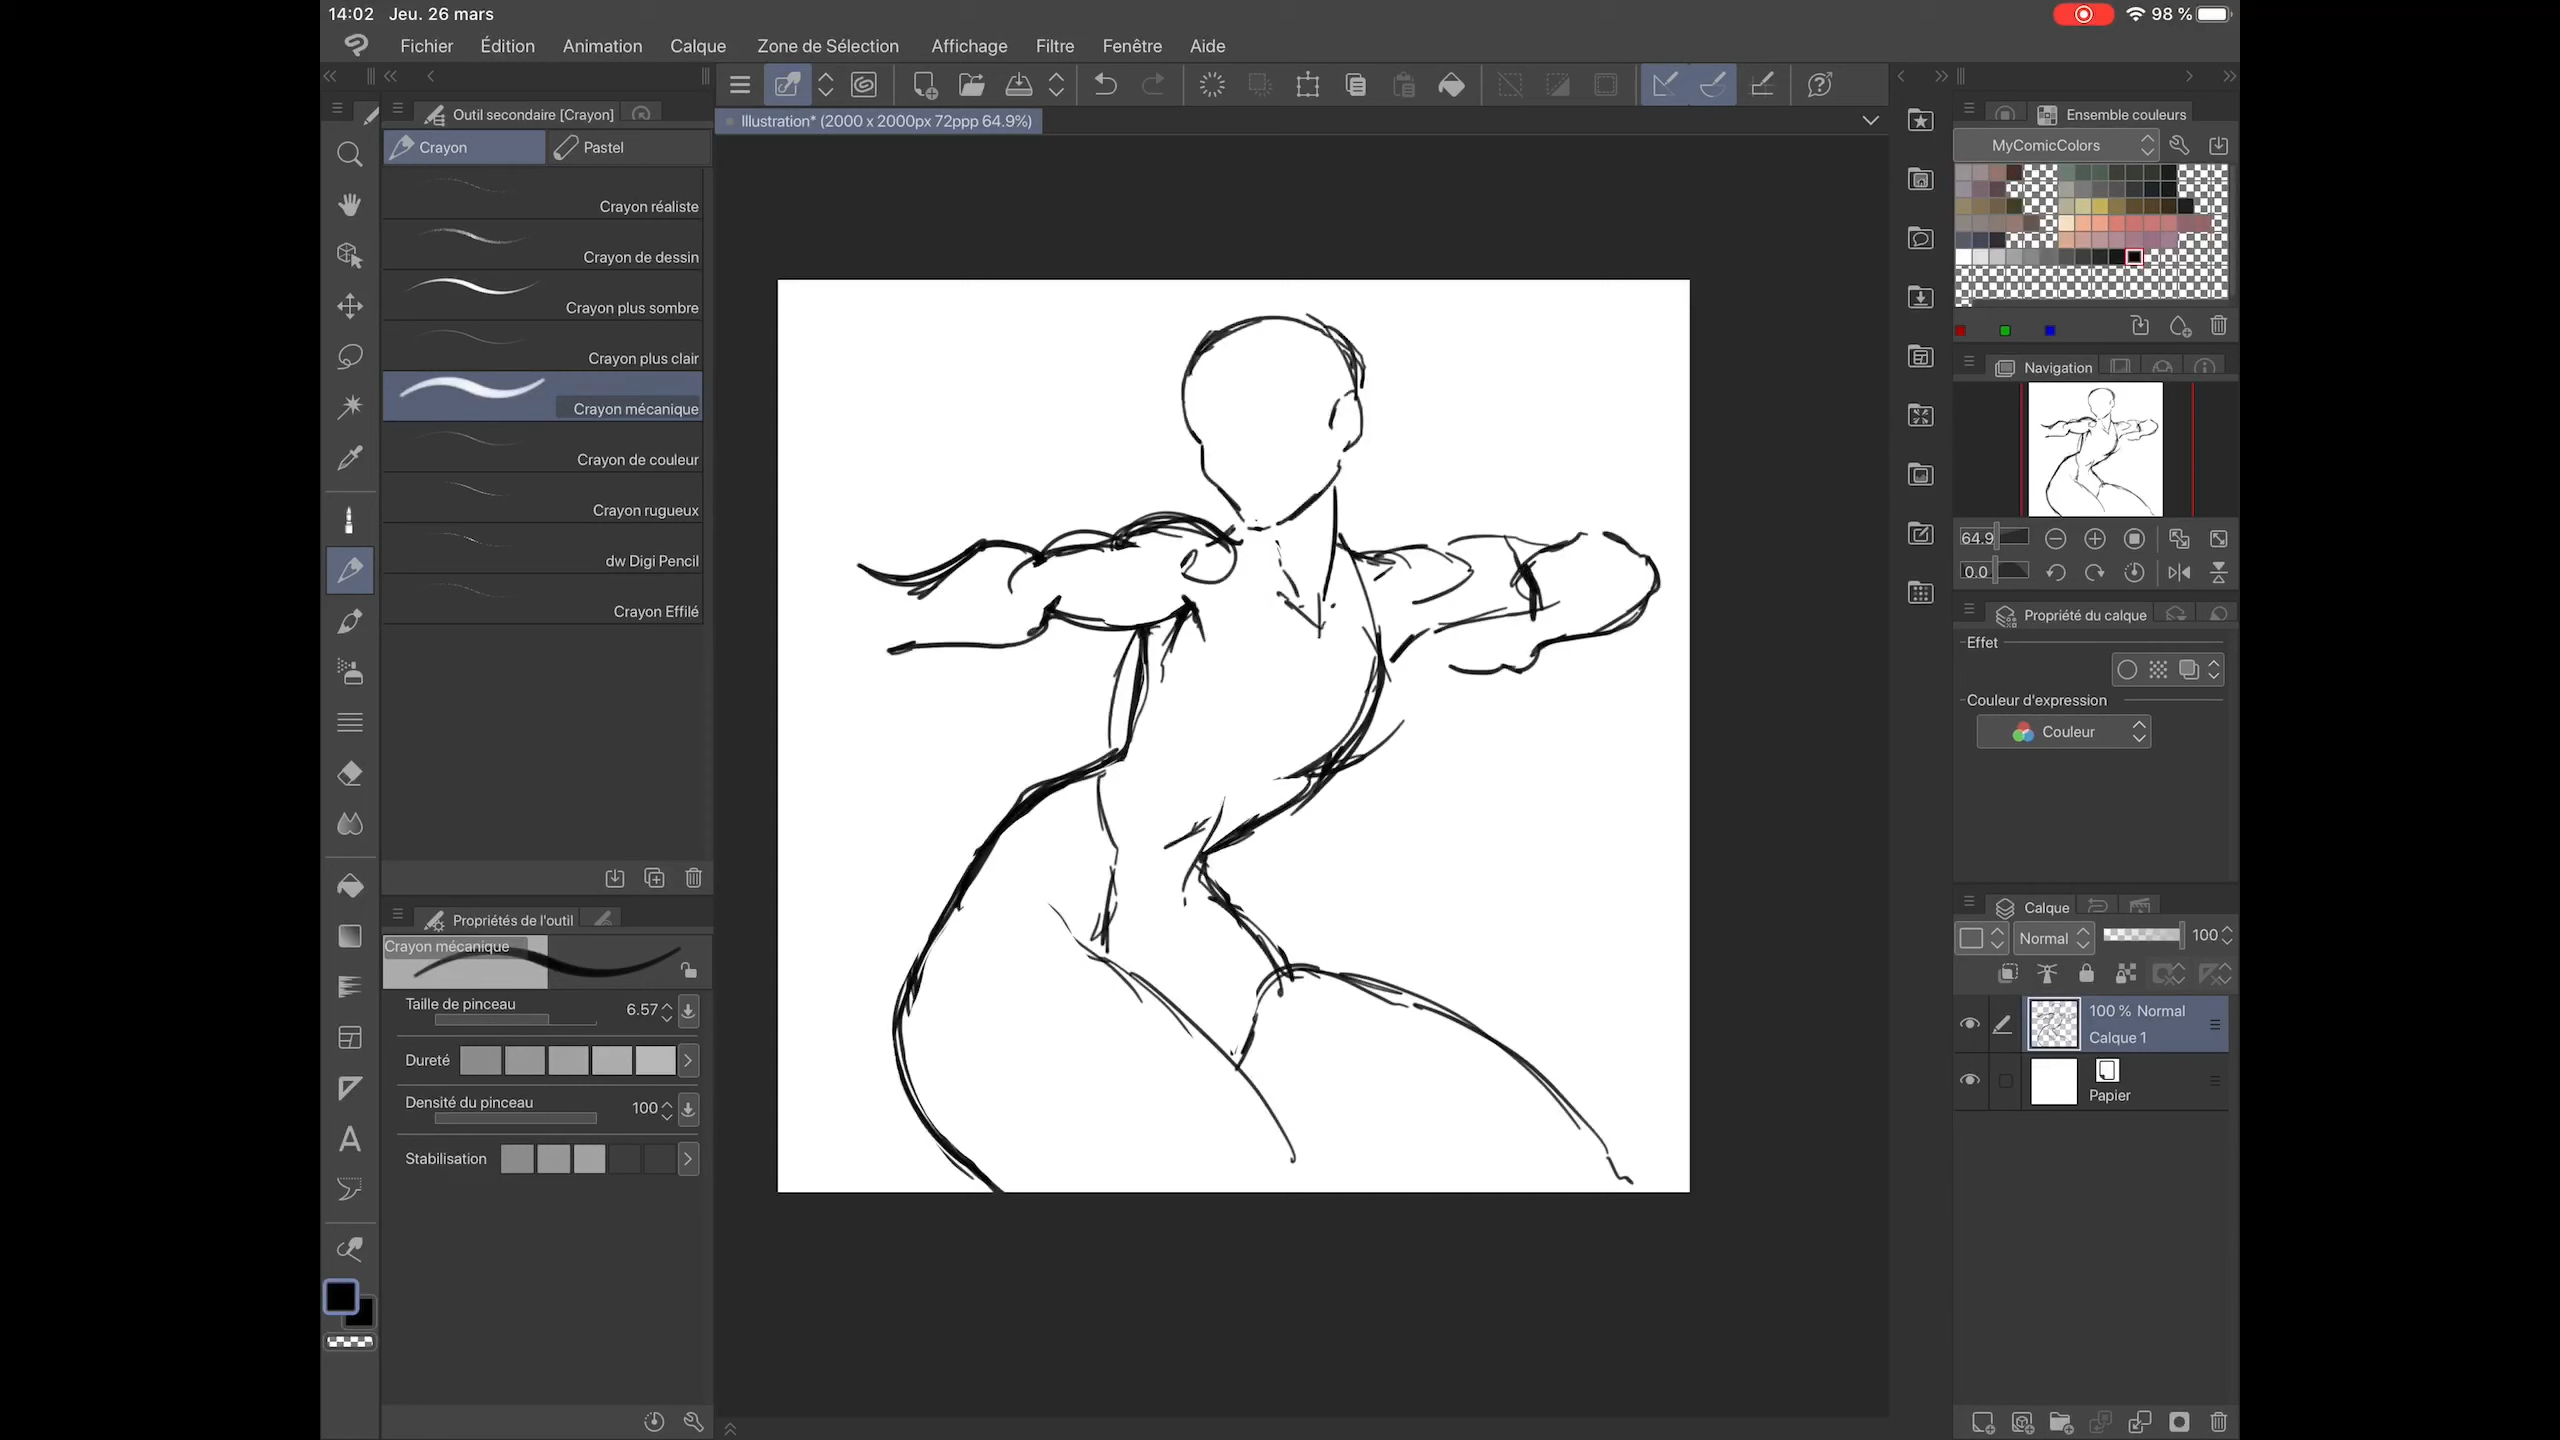 14:02 Jeu. 26 mars
98 %
Fichier Édition Animation Calque Zone de Sélection Affichage Filtre Fenêtre Aide
Outil secondaire [Crayon]
Crayon Pastel
Crayon réaliste
Crayon de dessin
Crayon plus sombre
Crayon plus clair
Crayon mécanique
Crayon de couleur
Crayon rugueux
dw Digi Pencil
Crayon Effilé
Propriétés de l'outil
Crayon mécanique
Taille de pinceau 6.57
Dureté
Densité du pinceau 100
Stabilisation
Illustration* (2000 x 2000px 72ppp 64.9%)
Ensemble couleurs
MyComicColors
Navigation
64.9
0.0
Propriété du calque
Effet
Couleur d'expression
Couleur
Calque
Normal 100
100 % Normal
Calque 1
Papier